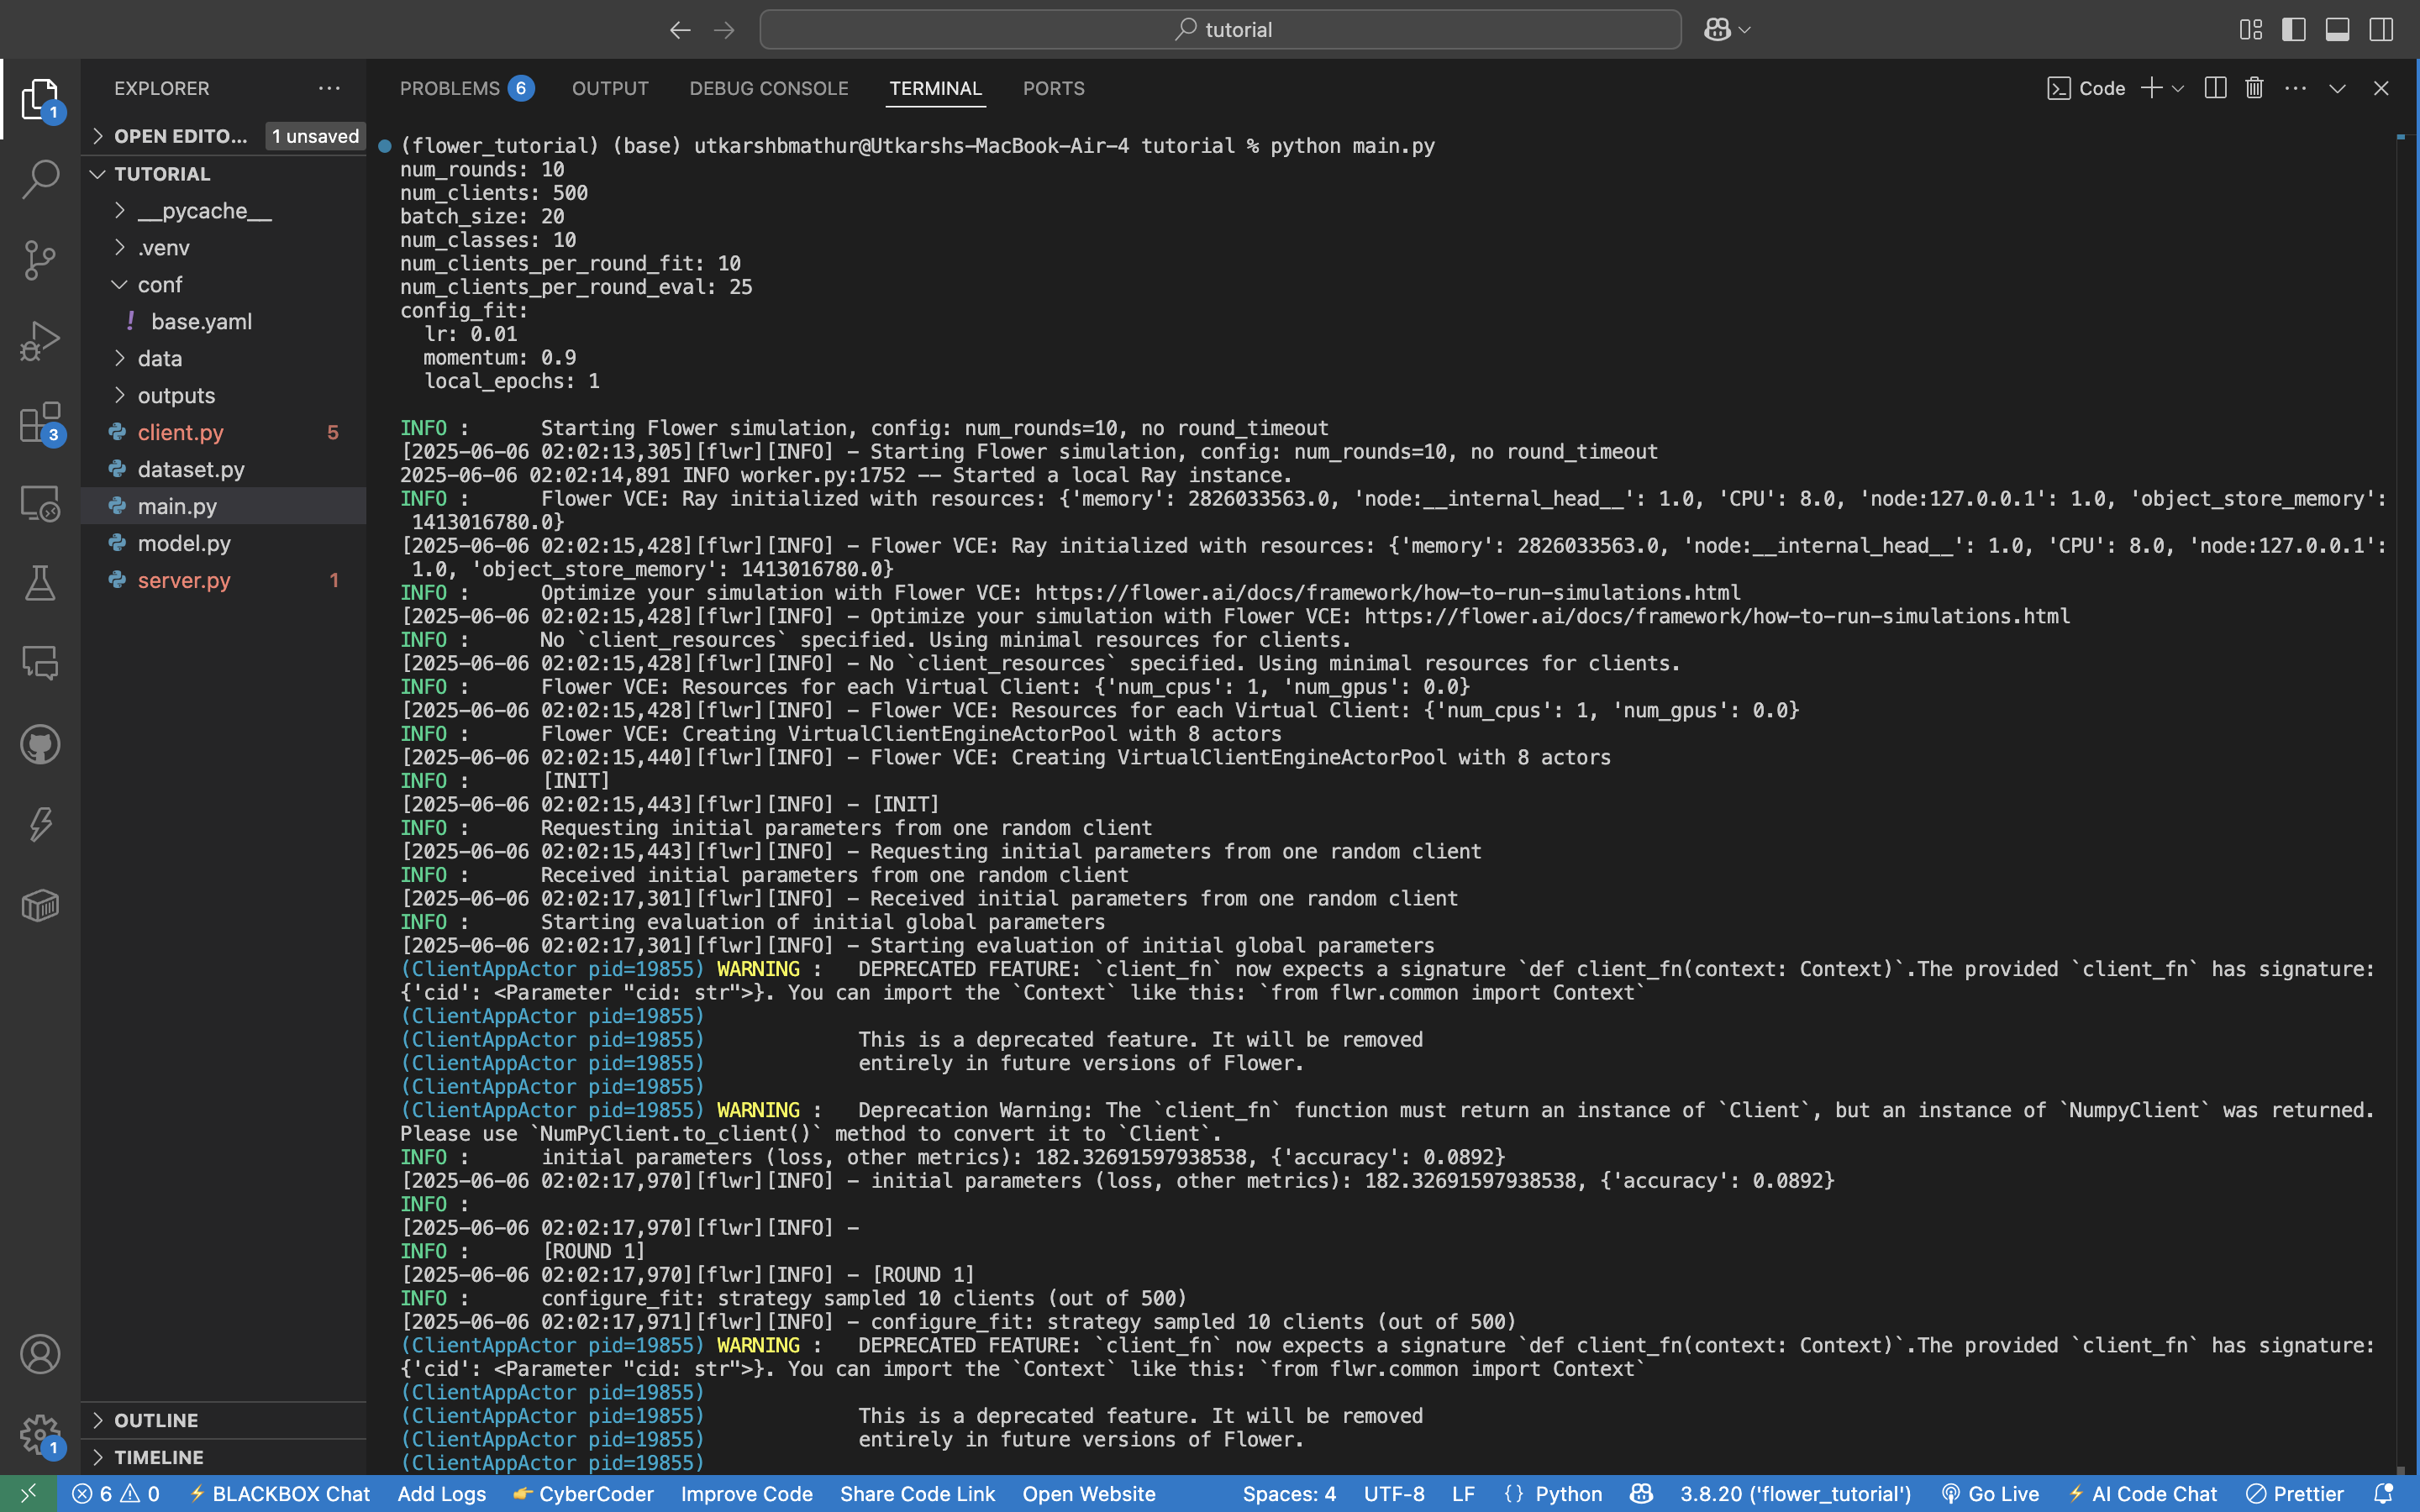 tutorial
EXPLORER
OPEN EDITO... 1 unsaved
TUTORIAL
__pycache__
.venv
conf
! base.yaml
data
outputs
client.py 5
dataset.py
main.py
model.py
server.py 1
OUTLINE
TIMELINE
1
3
1
PROBLEMS 6 OUTPUT DEBUG CONSOLE TERMINAL PORTS
Code
(flower_tutorial) (base) utkarshbmathur@Utkarshs-MacBook-Air-4 tutorial % python main.py
num_rounds: 10
num_clients: 500
batch_size: 20
num_classes: 10
num_clients_per_round_fit: 10
num_clients_per_round_eval: 25
config_fit:
  lr: 0.01
  momentum: 0.9
  local_epochs: 1
INFO :      Starting Flower simulation, config: num_rounds=10, no round_timeout
[2025-06-06 02:02:13,305][flwr][INFO] - Starting Flower simulation, config: num_rounds=10, no round_timeout
2025-06-06 02:02:14,891 INFO worker.py:1752 -- Started a local Ray instance.
INFO :      Flower VCE: Ray initialized with resources: {'memory': 2826033563.0, 'node:__internal_head__': 1.0, 'CPU': 8.0, 'node:127.0.0.1': 1.0, 'object_store_memory':
 1413016780.0}
[2025-06-06 02:02:15,428][flwr][INFO] - Flower VCE: Ray initialized with resources: {'memory': 2826033563.0, 'node:__internal_head__': 1.0, 'CPU': 8.0, 'node:127.0.0.1':
 1.0, 'object_store_memory': 1413016780.0}
INFO :      Optimize your simulation with Flower VCE: https://flower.ai/docs/framework/how-to-run-simulations.html
[2025-06-06 02:02:15,428][flwr][INFO] - Optimize your simulation with Flower VCE: https://flower.ai/docs/framework/how-to-run-simulations.html
INFO :      No `client_resources` specified. Using minimal resources for clients.
[2025-06-06 02:02:15,428][flwr][INFO] - No `client_resources` specified. Using minimal resources for clients.
INFO :      Flower VCE: Resources for each Virtual Client: {'num_cpus': 1, 'num_gpus': 0.0}
[2025-06-06 02:02:15,428][flwr][INFO] - Flower VCE: Resources for each Virtual Client: {'num_cpus': 1, 'num_gpus': 0.0}
INFO :      Flower VCE: Creating VirtualClientEngineActorPool with 8 actors
[2025-06-06 02:02:15,440][flwr][INFO] - Flower VCE: Creating VirtualClientEngineActorPool with 8 actors
INFO :      [INIT]
[2025-06-06 02:02:15,443][flwr][INFO] - [INIT]
INFO :      Requesting initial parameters from one random client
[2025-06-06 02:02:15,443][flwr][INFO] - Requesting initial parameters from one random client
INFO :      Received initial parameters from one random client
[2025-06-06 02:02:17,301][flwr][INFO] - Received initial parameters from one random client
INFO :      Starting evaluation of initial global parameters
[2025-06-06 02:02:17,301][flwr][INFO] - Starting evaluation of initial global parameters
(ClientAppActor pid=19855) WARNING :   DEPRECATED FEATURE: `client_fn` now expects a signature `def client_fn(context: Context)`.The provided `client_fn` has signature:
{'cid': <Parameter "cid: str">}. You can import the `Context` like this: `from flwr.common import Context`
(ClientAppActor pid=19855)
(ClientAppActor pid=19855)             This is a deprecated feature. It will be removed
(ClientAppActor pid=19855)             entirely in future versions of Flower.
(ClientAppActor pid=19855)
(ClientAppActor pid=19855) WARNING :   Deprecation Warning: The `client_fn` function must return an instance of `Client`, but an instance of `NumpyClient` was returned.
Please use `NumPyClient.to_client()` method to convert it to `Client`.
INFO :      initial parameters (loss, other metrics): 182.32691597938538, {'accuracy': 0.0892}
[2025-06-06 02:02:17,970][flwr][INFO] - initial parameters (loss, other metrics): 182.32691597938538, {'accuracy': 0.0892}
INFO :
[2025-06-06 02:02:17,970][flwr][INFO] -
INFO :      [ROUND 1]
[2025-06-06 02:02:17,970][flwr][INFO] - [ROUND 1]
INFO :      configure_fit: strategy sampled 10 clients (out of 500)
[2025-06-06 02:02:17,971][flwr][INFO] - configure_fit: strategy sampled 10 clients (out of 500)
(ClientAppActor pid=19855) WARNING :   DEPRECATED FEATURE: `client_fn` now expects a signature `def client_fn(context: Context)`.The provided `client_fn` has signature:
{'cid': <Parameter "cid: str">}. You can import the `Context` like this: `from flwr.common import Context`
(ClientAppActor pid=19855)
(ClientAppActor pid=19855)             This is a deprecated feature. It will be removed
(ClientAppActor pid=19855)             entirely in future versions of Flower.
(ClientAppActor pid=19855)
6 0 BLACKBOX Chat Add Logs CyberCoder Improve Code Share Code Link Open Website Spaces: 4 UTF-8 LF {} Python 3.8.20 ('flower_tutorial') Go Live AI Code Chat Prettier